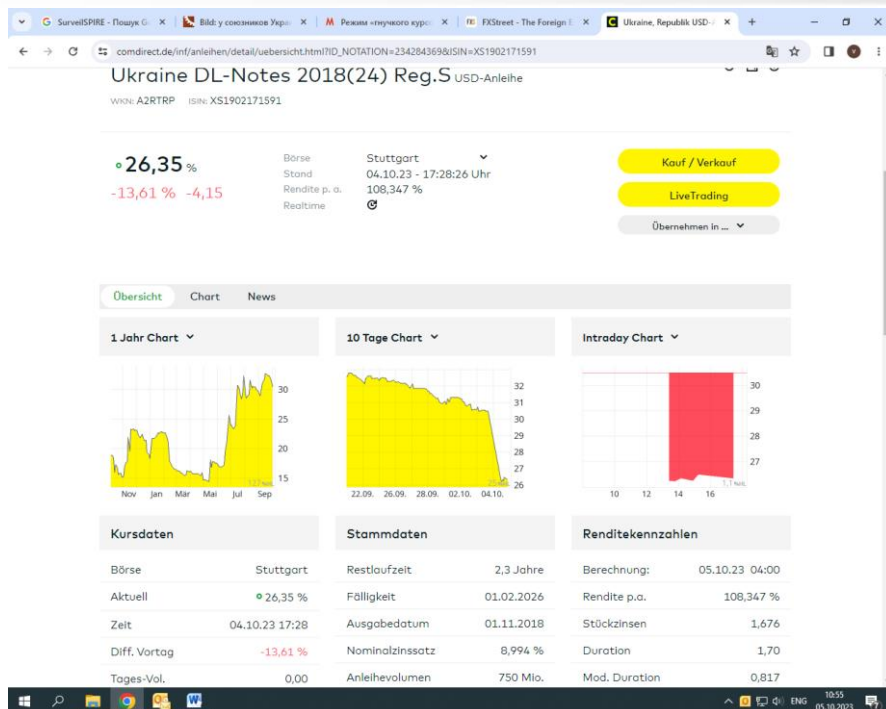 SurveilSPIRE - Пошук G
Bild: у союзников Укра
Режим «гнучкого курс
FXStreet - The Foreign E
Ukraine, Republik USD-A
comdirect.de/inf/anleihen/detail/uebersicht.html?ID_NOTATION=234284369&ISIN=XS1902171591
Ukraine DL-Notes 2018(24) Reg.S USD-Anleihe
WKN: A2RTRP ISIN: XS1902171591
26,35 %
-13,61 % -4,15
Börse Stuttgart
Stand 04.10.23 - 17:28:26 Uhr
Rendite p. a. 108,347 %
Realtime
Kauf / Verkauf
LiveTrading
Übernehmen in ...
Übersicht Chart News
1 Jahr Chart
30
25
20
15
Nov Jan Mär Mai Jul Sep
10 Tage Chart
32
31
30
29
28
27
26
22.09. 26.09. 28.09. 02.10. 04.10.
Intraday Chart
30
29
28
27
10 12 14 16
Kursdaten
Börse Stuttgart
Aktuell 26,35 %
Zeit 04.10.23 17:28
Diff. Vortag -13,61 %
Tages-Vol. 0,00
Stammdaten
Restlaufzeit 2,3 Jahre
Fälligkeit 01.02.2026
Ausgabedatum 01.11.2018
Nominalzinssatz 8,994 %
Anleihevolumen 750 Mio.
Renditekennzahlen
Berechnung: 05.10.23 04:00
Rendite p.a. 108,347 %
Stückzinsen 1,676
Duration 1,70
Mod. Duration 0,817
ENG
10:55
05.10.2023